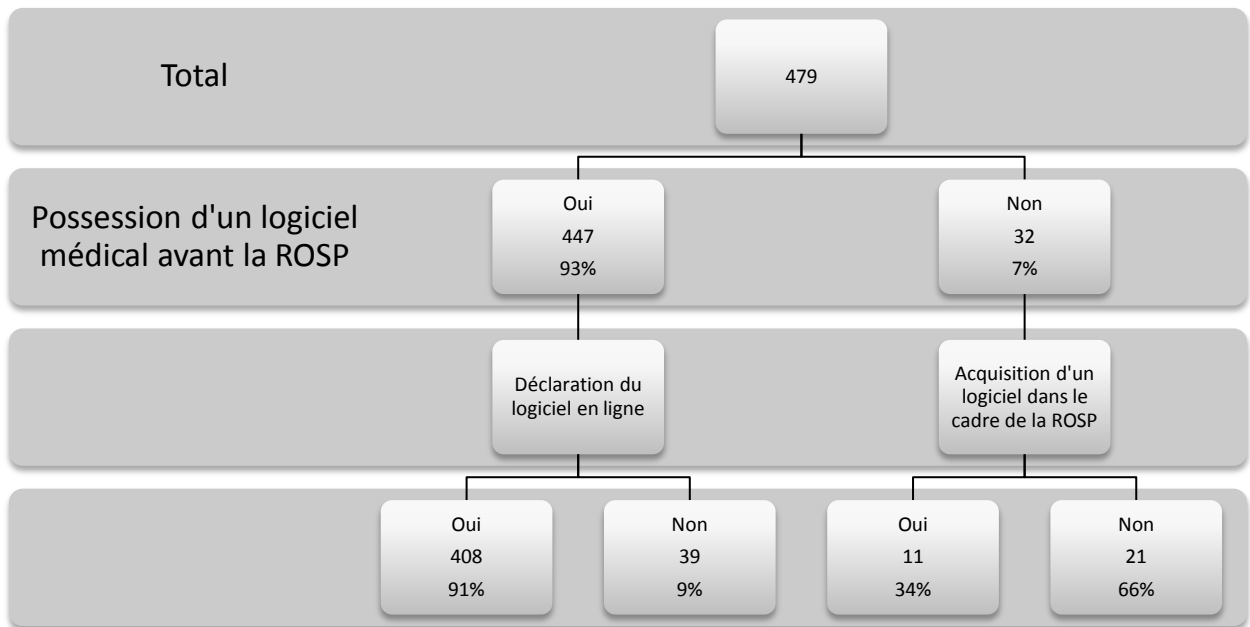 Total
479
Possession d'un logiciel
médical avant la ROSP
Oui
447
93%
Non
32
7%
Déclaration du
logiciel en ligne
Acquisition d'un
logiciel dans le
cadre de la ROSP
Oui
408
91%
Non
39
9%
Oui
11
34%
Non
21
66%